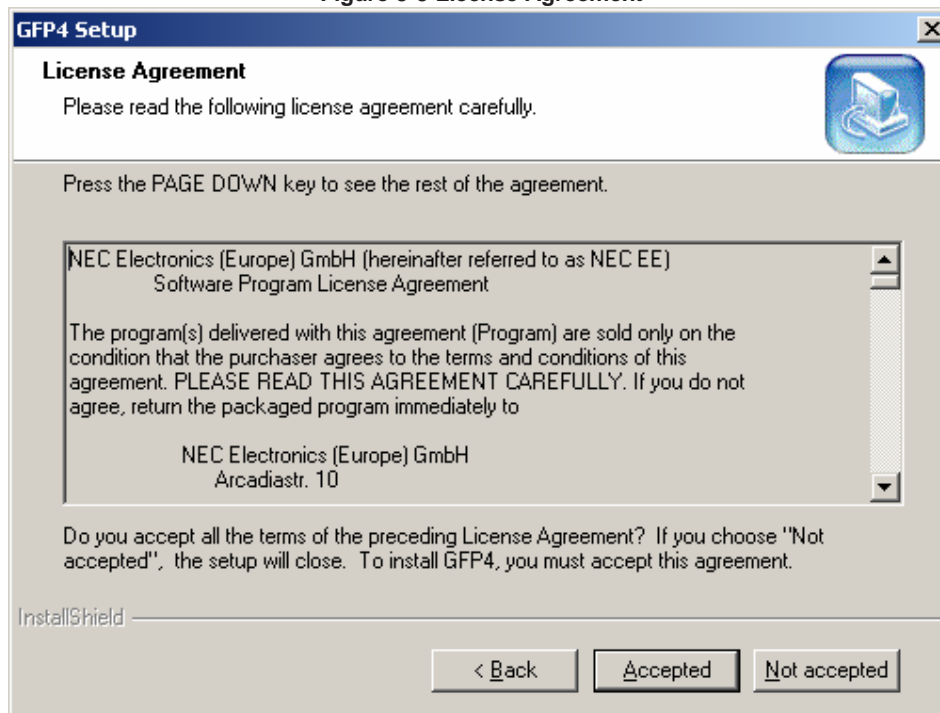 License Agreement
GFP4 Setup
License Agreement
Please read the following license agreement carefully.
Press the PAGE DOWN key to see the rest of the agreement.
NEC Electronics (Europe) GmbH (hereinafter referred to as NEC EE)
Software Program License Agreement
The program(s) delivered with this agreement (Program) are sold only on the
condition that the purchaser agrees to the terms and conditions of this
agreement. PLEASE READ THIS AGREEMENT CAREFULLY. If you do not
agree, return the packaged program immediately to
NEC Electronics (Europe) GmbH
Arcadiastr. 10
Do you accept all the terms of the preceding License Agreement?  If you choose "Not
accepted",  the setup will close.  To install GFP4, you must accept this agreement.
InstallShield
< Back
Accepted
Not accepted